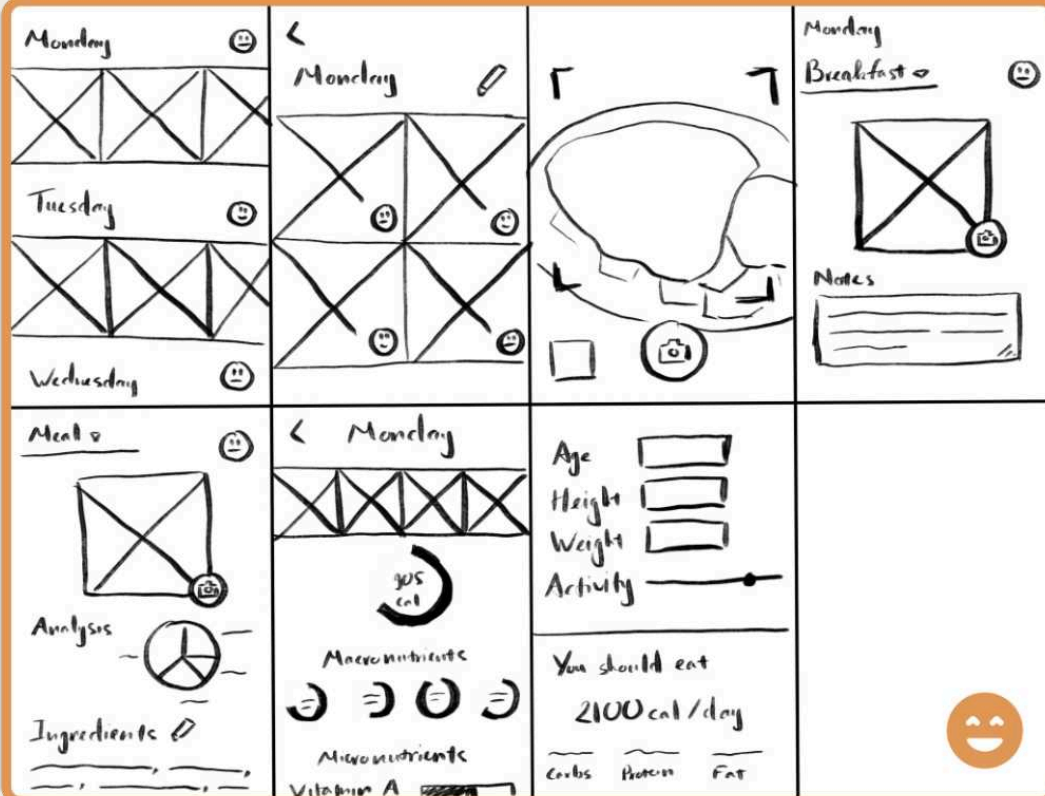 Monday
Tuesday
Wednesday
Monday
Monday
Breakfast
Notes
Meal
Analysis
Ingredients
Monday
905
cal
Macronutrients
Micronutrients
Vitamin A
Age
Height
Weight
Activity
You should eat
2100 cal/day
Carbs Protein Fat